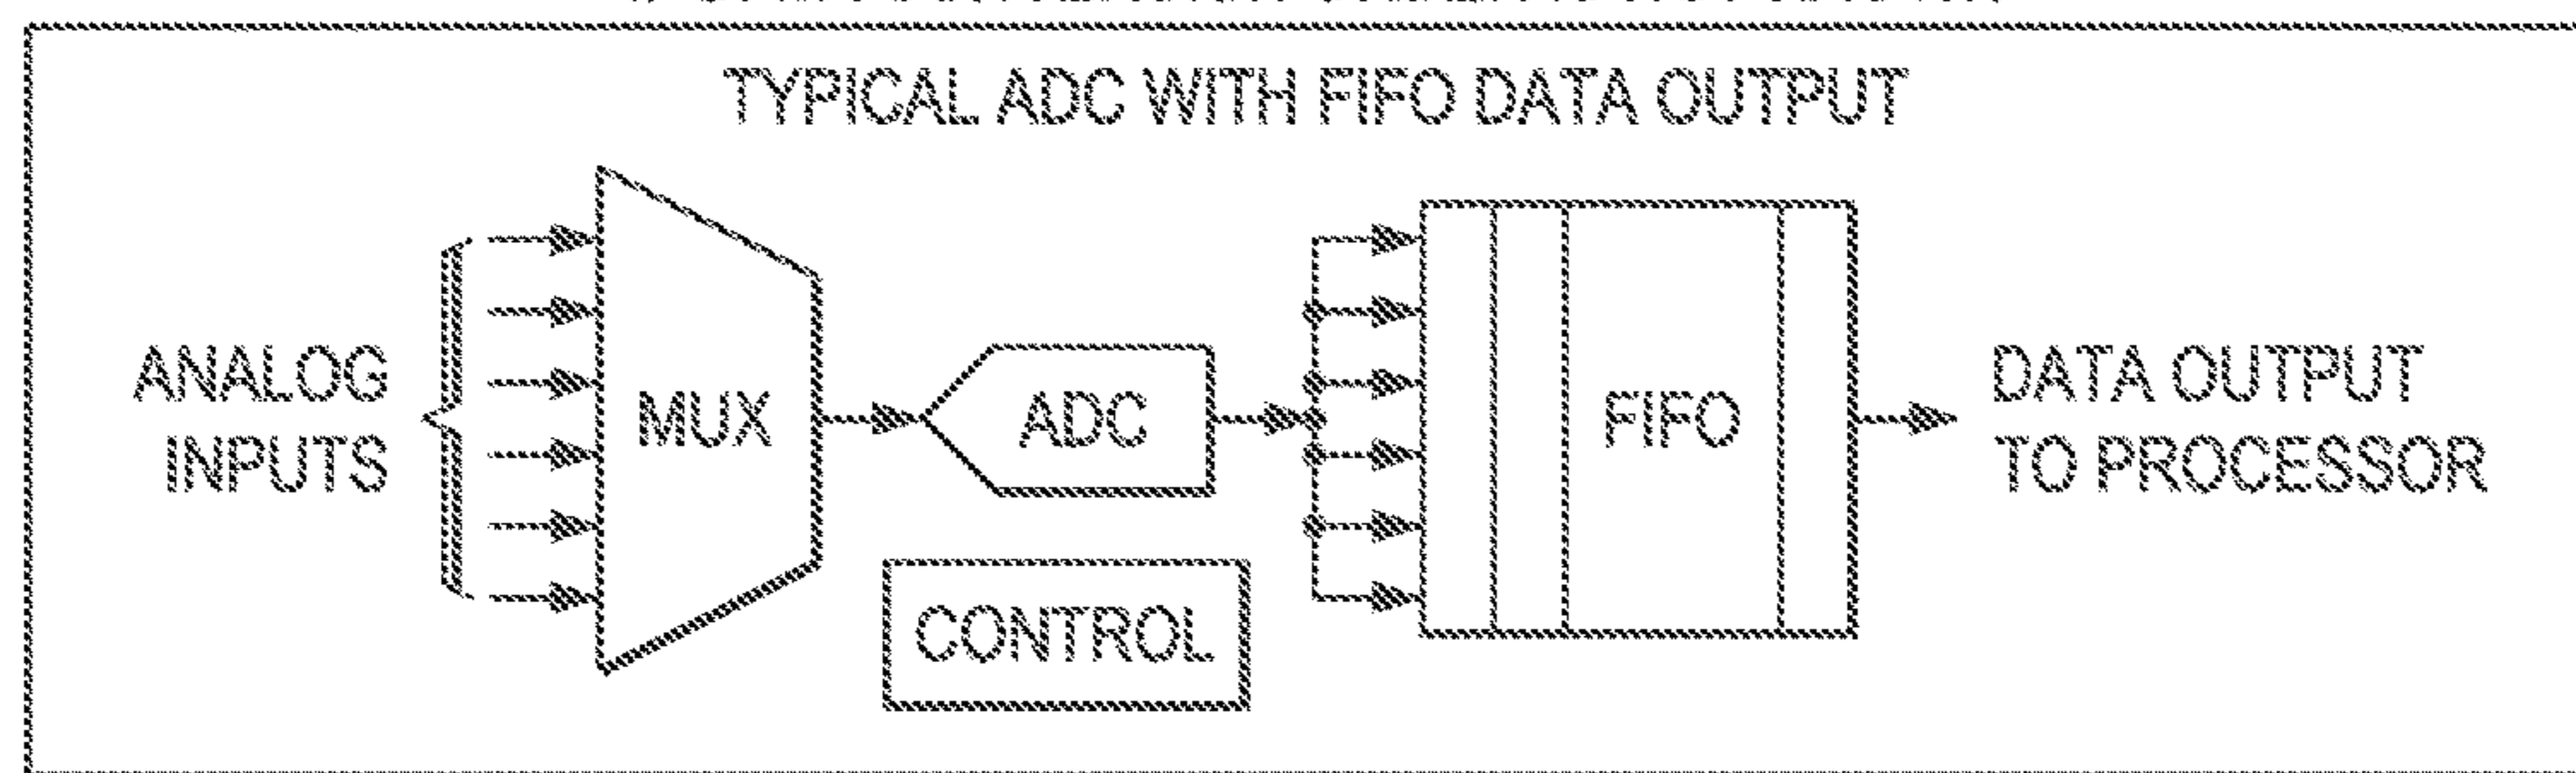 TYPICAL ADC WITH FIFO DATA OUTPUT
ANALOG
INPUTS
MUX
ADC
CONTROL
FIFO
DATA OUTPUT
TO PROCESSOR